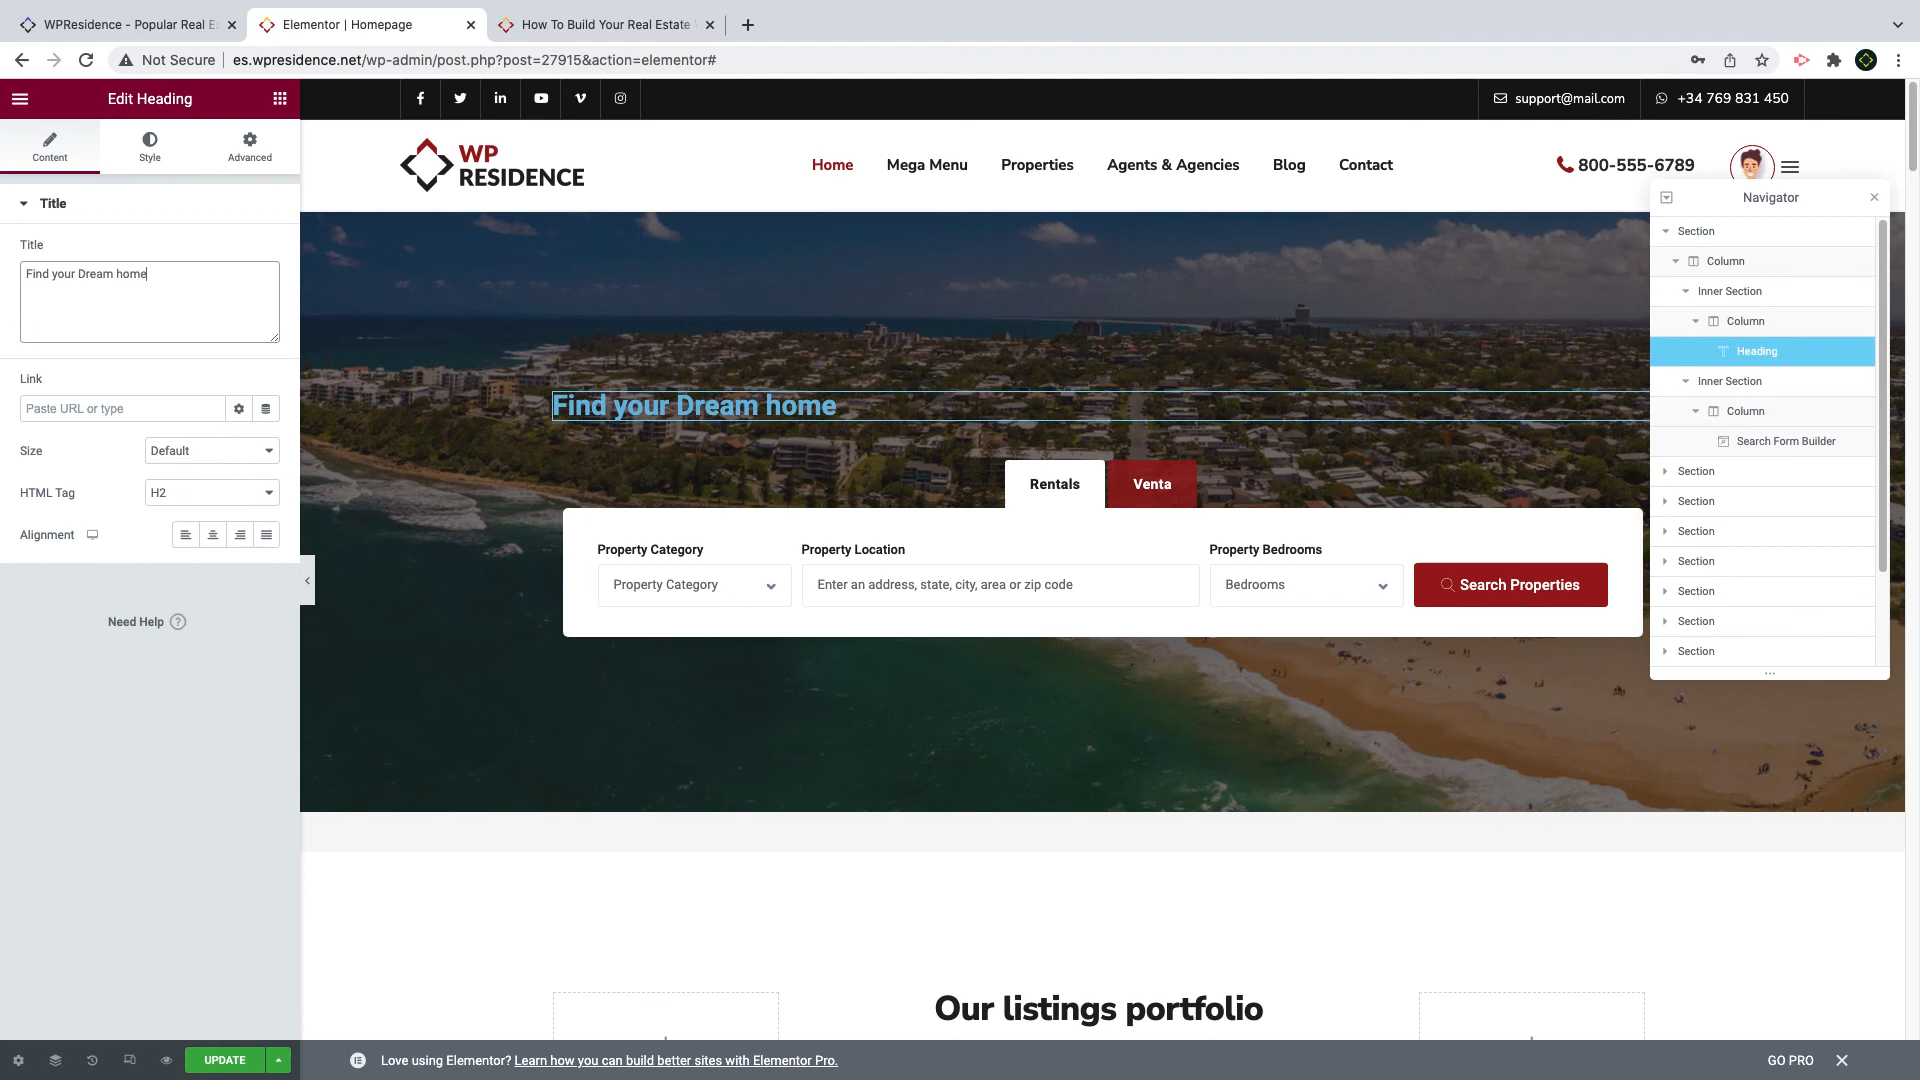 WPResidence - Popular Real Es
Elementor | Homepage
How To Build Your Real Estate W
Not Secure
es.wpresidence.net/wp-admin/post.php?post=27915&action=elementor#
Edit Heading
support@mail.com
+34 769 831 450
Content
Style
Advanced
WP
RESIDENCE
Home
Mega Menu
Properties
Agents & Agencies
Blog
Contact
800-555-6789
Title
Title
Find your Dream home
Link
Paste URL or type
Size
Default
HTML Tag
H2
Alignment
Need Help ?
Navigator
Section
Column
Inner Section
Column
Heading
Inner Section
Column
Search Form Builder
Section
Section
Section
Section
Section
Section
Section
Find your Dream home
Rentals
Venta
Property Category
Property Location
Property Bedrooms
Property Category
Enter an address, state, city, area or zip code
Bedrooms
Search Properties
Our listings portfolio
UPDATE
Love using Elementor? Learn how you can build better sites with Elementor Pro.
GO PRO